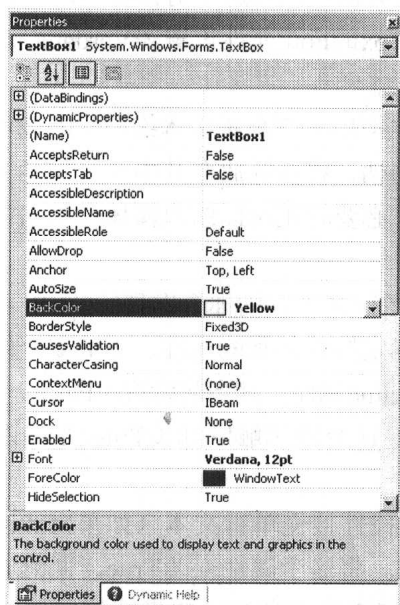 Properties
TextBox1 System.Windows.Forms.TextBox
(DataBindings)
(DynamicProperties)
(Name) TextBox1
AcceptsReturn False
AcceptsTab False
AccessibleDescription
AccessibleName
AccessibleRole Default
AllowDrop False
Anchor Top, Left
AutoSize True
BackColor Yellow
BorderStyle Fixed3D
CausesValidation True
CharacterCasing Normal
ContextMenu (none)
Cursor IBeam
Dock None
Enabled True
Font Verdana, 12pt
ForeColor WindowText
HideSelection True
BackColor
The background color used to display text and graphics in the
control.
Properties Dynamic Help